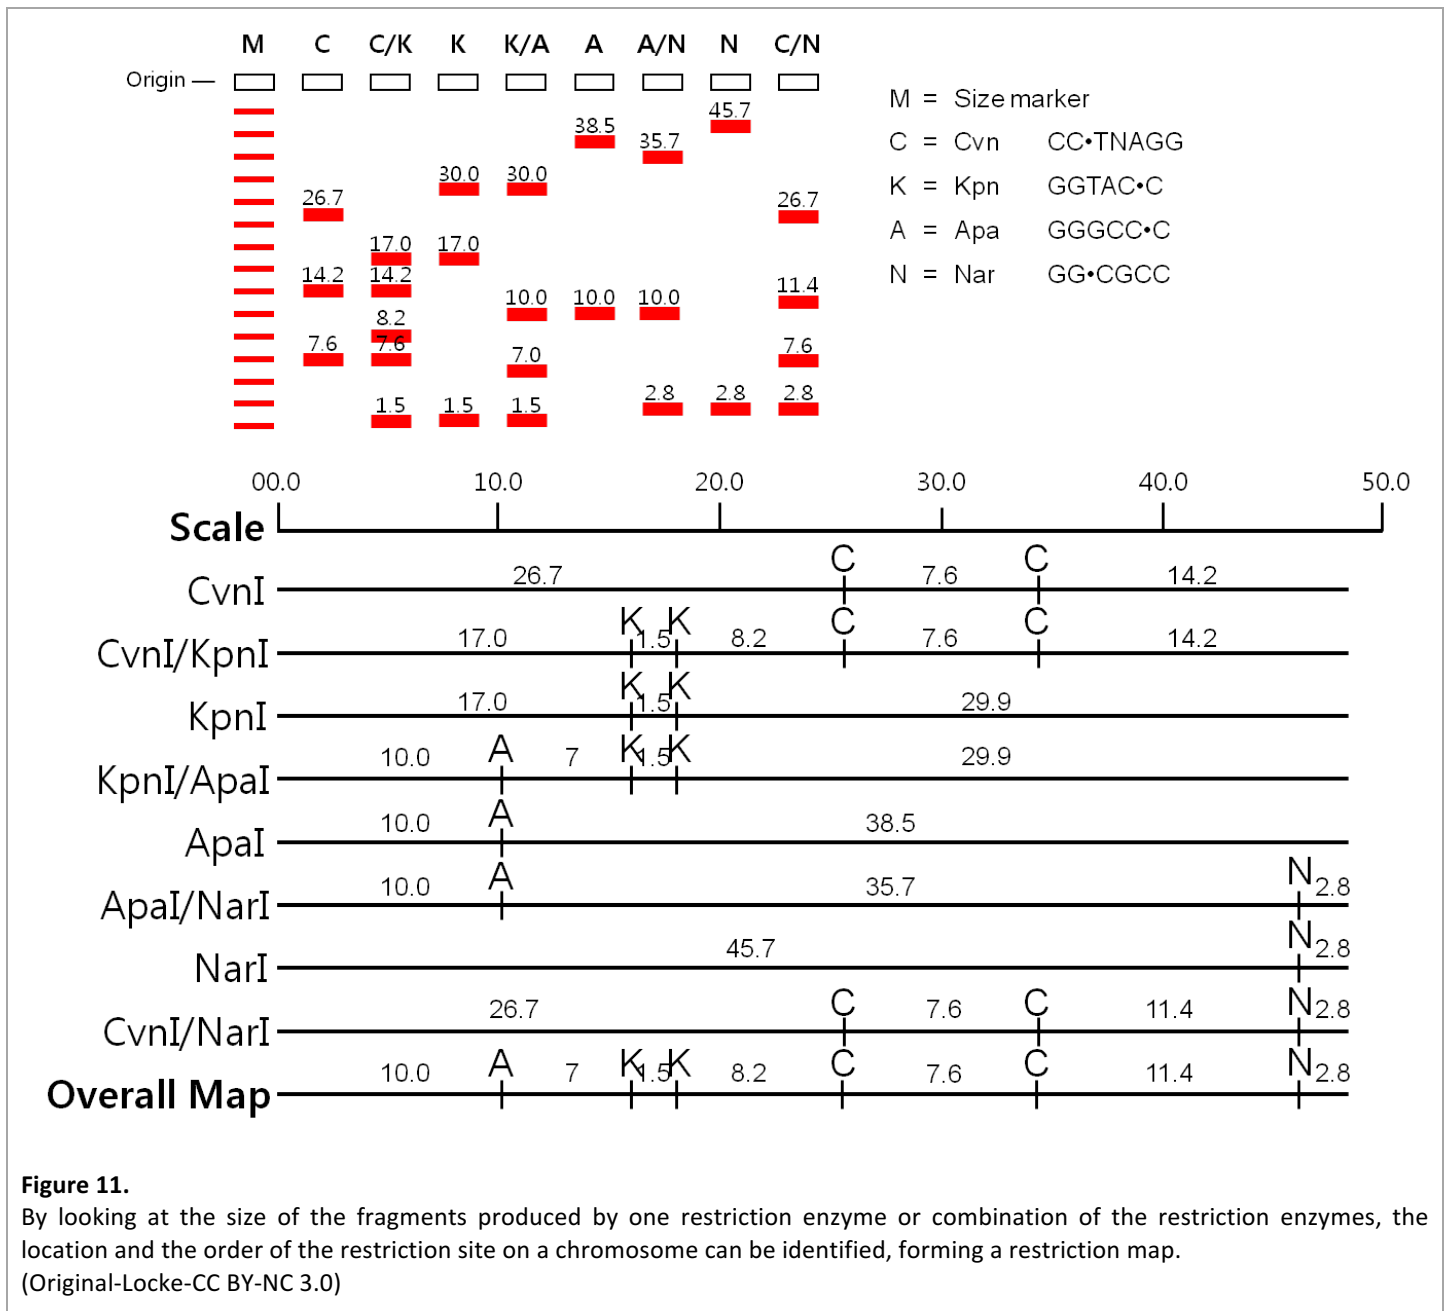 M C C/K K K/A A A/N N C/N
Origin
45.7
38.5
35.7
30.0 30.0
26.7 26.7
17.0 17.0
14.2 14.2
11.4
10.0 10.0 10.0
8.2
7.6 7.6 7.6
7.0
2.8 2.8 2.8
1.5 1.5 1.5
M = Size marker
C = Cvn CC•TNAGG
K = Kpn GGTAC•C
A = Apa GGGCC•C
N = Nar GG•CGCC
00.0 10.0 20.0 30.0 40.0 50.0
Scale
CvnI 26.7 C 7.6 C 14.2
CvnI/KpnI 17.0 K 1.5 K 8.2 C 7.6 C 14.2
KpnI 17.0 K 1.5 K 29.9
KpnI/ApaI 10.0 A 7 K 1.5 K 29.9
ApaI 10.0 A 38.5
ApaI/NarI 10.0 A 35.7 N 2.8
NarI 45.7 N 2.8
CvnI/NarI 26.7 C 7.6 C 11.4 N 2.8
Overall Map 10.0 A 7 K 1.5 K 8.2 C 7.6 C 11.4 N 2.8
Figure 11.
By looking at the size of the fragments produced by one restriction enzyme or combination of the restriction enzymes, the
location and the order of the restriction site on a chromosome can be identified, forming a restriction map.
(Original-Locke-CC BY-NC 3.0)